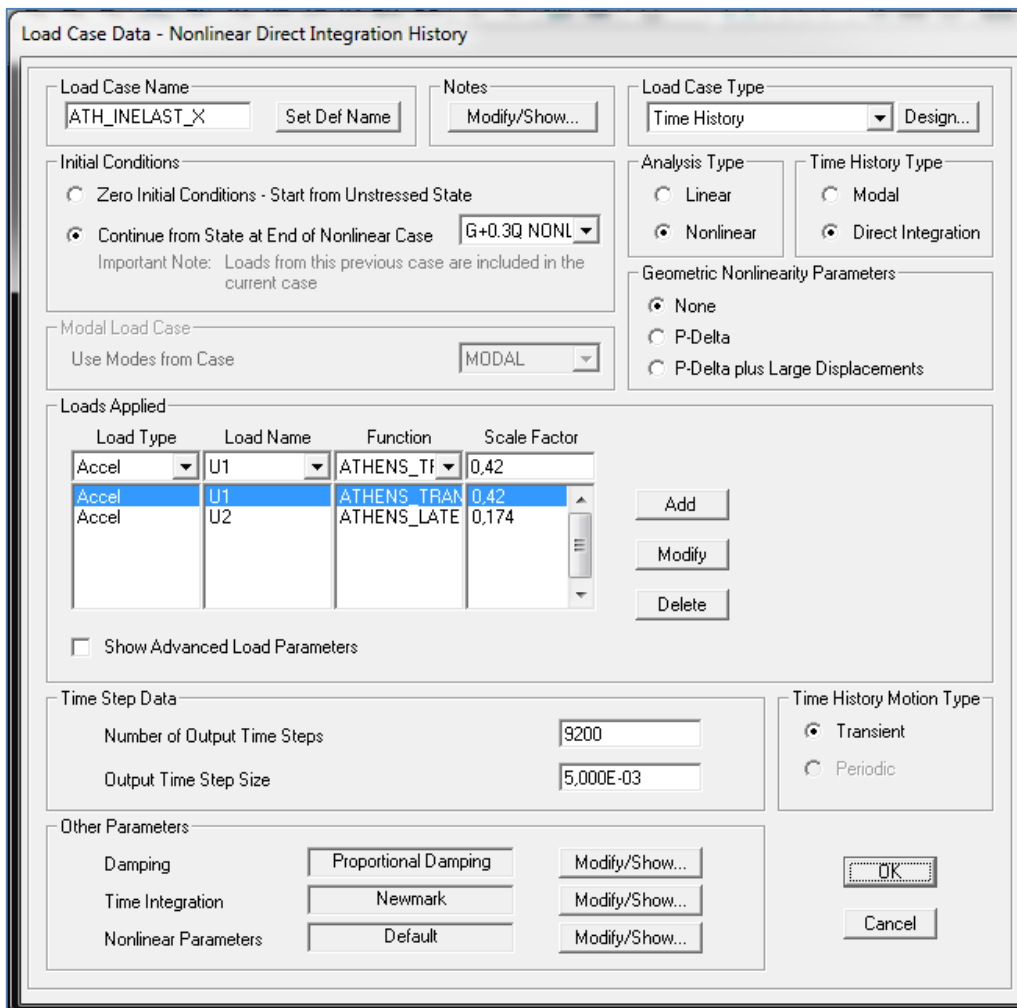 Load Case Data - Nonlinear Direct Integration History
Load Case Name
ATH_INELAST_X
Set Def Name
Notes
Modify/Show...
Load Case Type
Time History
Design...
Initial Conditions
Zero Initial Conditions - Start from Unstressed State
Continue from State at End of Nonlinear Case
G+0.3Q NONL
Important Note: Loads from this previous case are included in the
current case
Analysis Type
Linear
Nonlinear
Time History Type
Modal
Direct Integration
Geometric Nonlinearity Parameters
None
P-Delta
P-Delta plus Large Displacements
Modal Load Case
Use Modes from Case
MODAL
Loads Applied
Load Type Load Name Function Scale Factor
Accel U1 ATHENS_TF 0,42
Accel U1 ATHENS_TRAN 0,42
Accel U2 ATHENS_LATE 0,174
Add
Modify
Delete
Show Advanced Load Parameters
Time Step Data
Number of Output Time Steps 9200
Output Time Step Size 5,000E-03
Time History Motion Type
Transient
Periodic
Other Parameters
Damping Proportional Damping Modify/Show...
Time Integration Newmark Modify/Show...
Nonlinear Parameters Default Modify/Show...
OK
Cancel